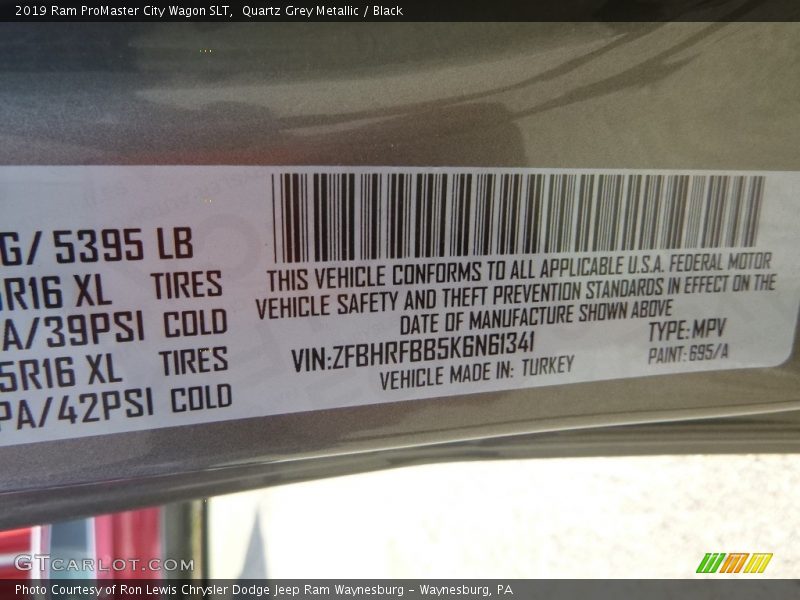 2019 Ram ProMaster City Wagon SLT, Quartz Grey Metallic / Black
G/ 5395 LB
R16 XL TIRES
A/39PSI COLD
5R16 XL TIRES
PA/42PSI COLD
THIS VEHICLE CONFORMS TO ALL APPLICABLE U.S.A. FEDERAL MOTOR
VEHICLE SAFETY AND THEFT PREVENTION STANDARDS IN EFFECT ON THE
DATE OF MANUFACTURE SHOWN ABOVE
VIN:ZFBHRFBB5K6N61341 TYPE: MPV
VEHICLE MADE IN: TURKEY PAINT: 695/A
GTCARLOT.COM
Photo Courtesy of Ron Lewis Chrysler Dodge Jeep Ram Waynesburg – Waynesburg, PA